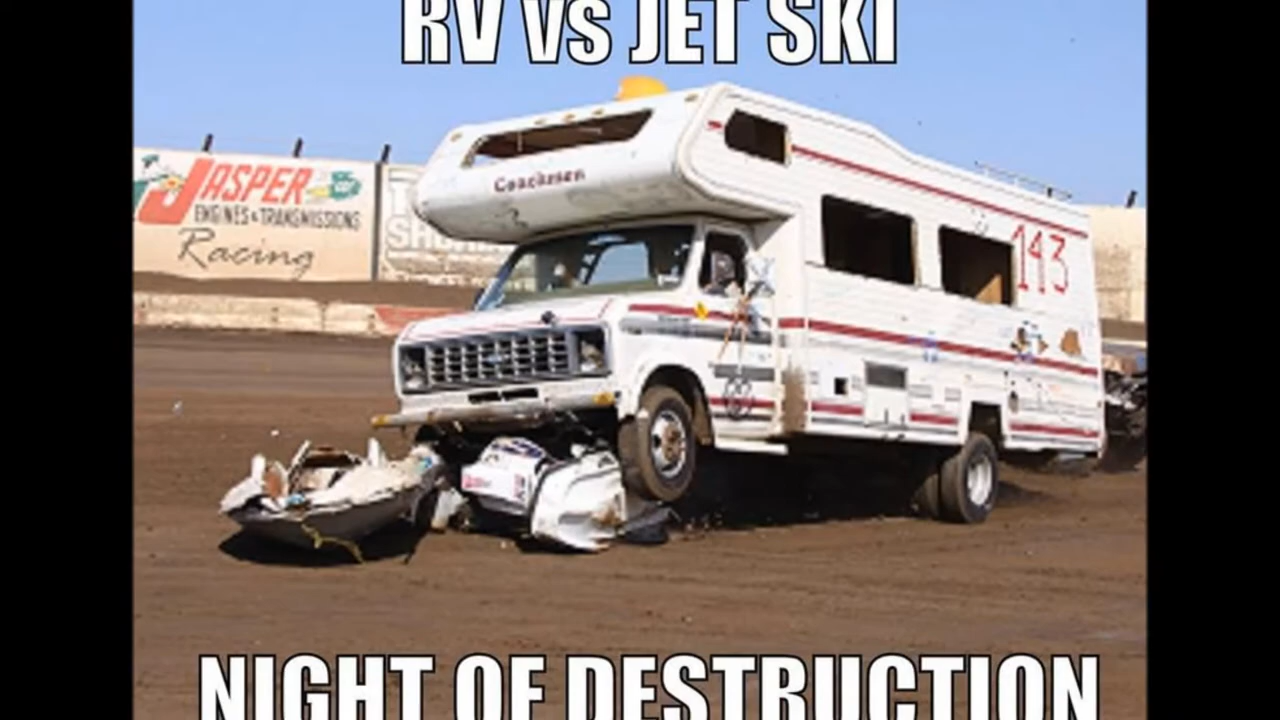 RV vs JET SKI
JASPER
ENGINES & TRANSMISSIONS
Racing
Coachmen
143
NIGHT OF DESTRUCTION